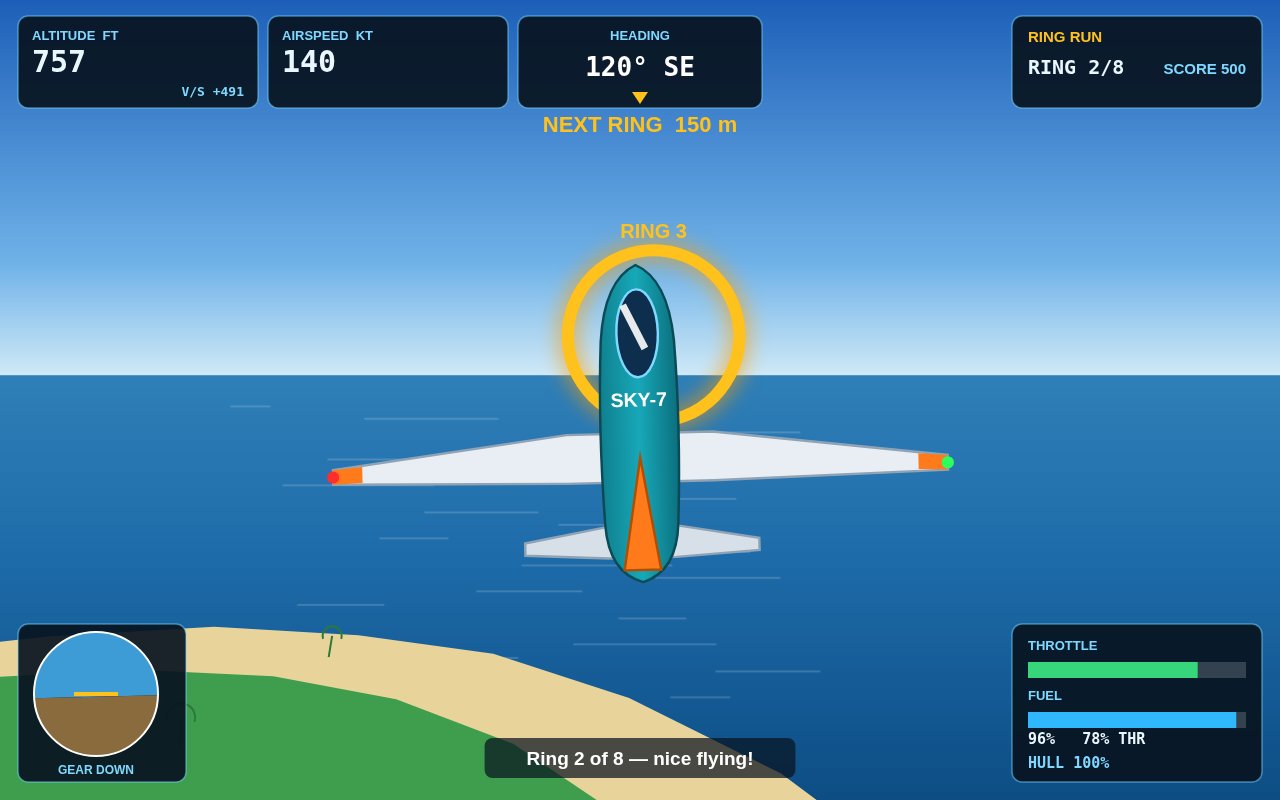 ALTITUDE FT
757
V/S +491
AIRSPEED KT
140
HEADING
120° SE
RING RUN
RING 2/8 SCORE 500
NEXT RING 150 m
RING 3
SKY-7
GEAR DOWN
Ring 2 of 8 — nice flying!
THROTTLE
FUEL
96% 78% THR
HULL 100%